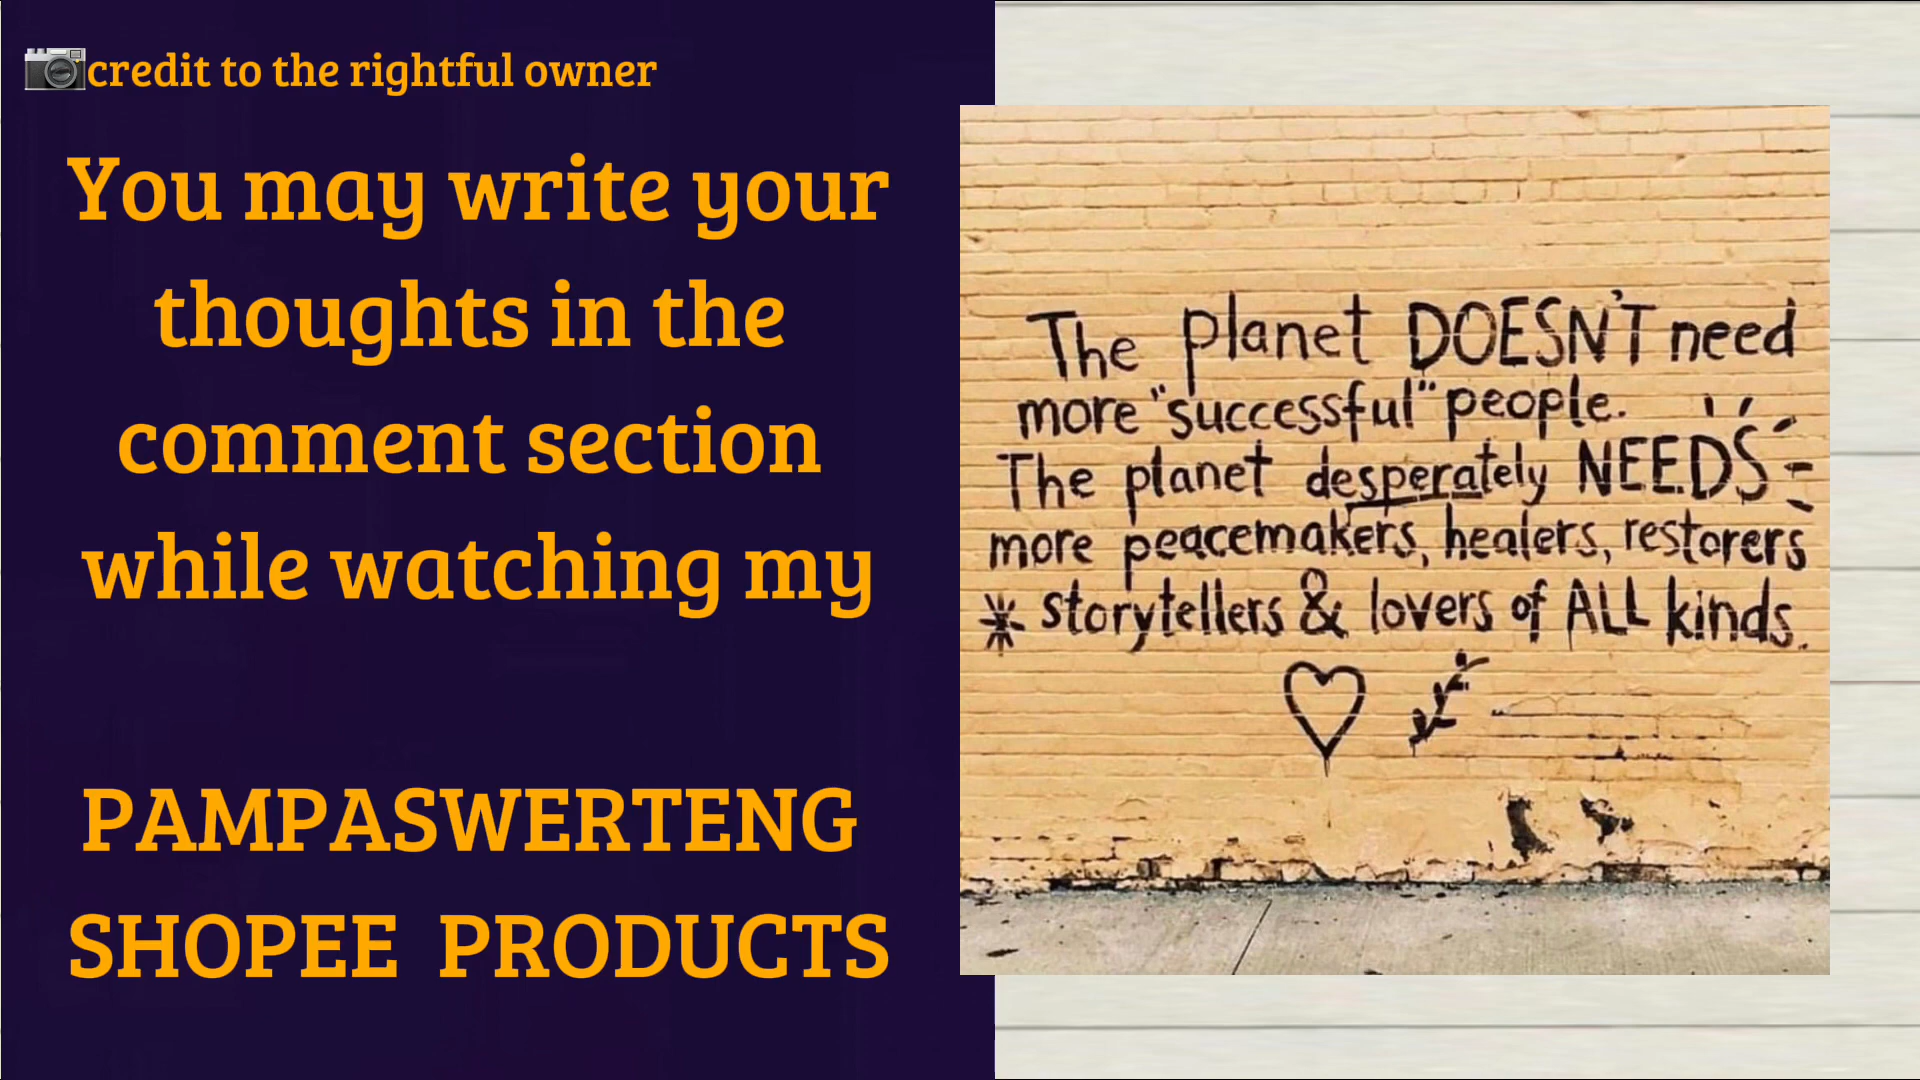 credit to the rightful owner
You may write your
thoughts in the
comment section
while watching my
PAMPASWERTENG
SHOPEE PRODUCTS
The planet DOESN'T need
more "successful" people.
The planet desperately NEEDS
more peacemakers, healers, restorers
storytellers & lovers of ALL kinds.